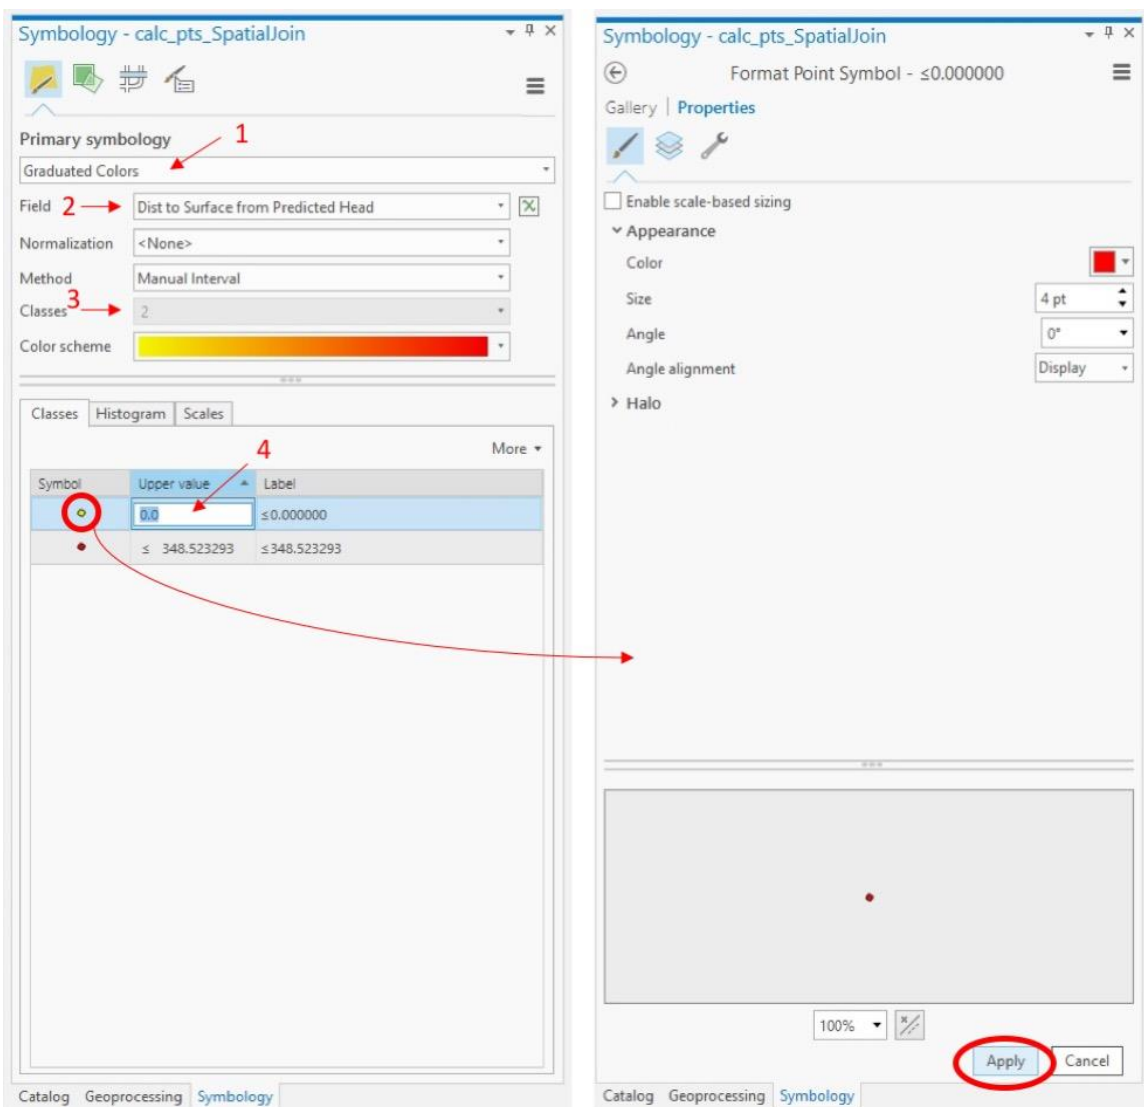 Symbology - calc_pts_SpatialJoin
Primary symbology
1
Graduated Colors
Field 2 Dist to Surface from Predicted Head
Normalization <None>
Method Manual Interval
3
Classes 2
Color scheme
Classes Histogram Scales
4
More
Symbol Upper value Label
0.0 ≤0.000000
≤ 348.523293 ≤348.523293
Catalog Geoprocessing Symbology
Symbology - calc_pts_SpatialJoin
Format Point Symbol - ≤0.000000
Gallery | Properties
Enable scale-based sizing
Appearance
Color
Size 4 pt
Angle 0°
Angle alignment Display
Halo
100%
Apply Cancel
Catalog Geoprocessing Symbology